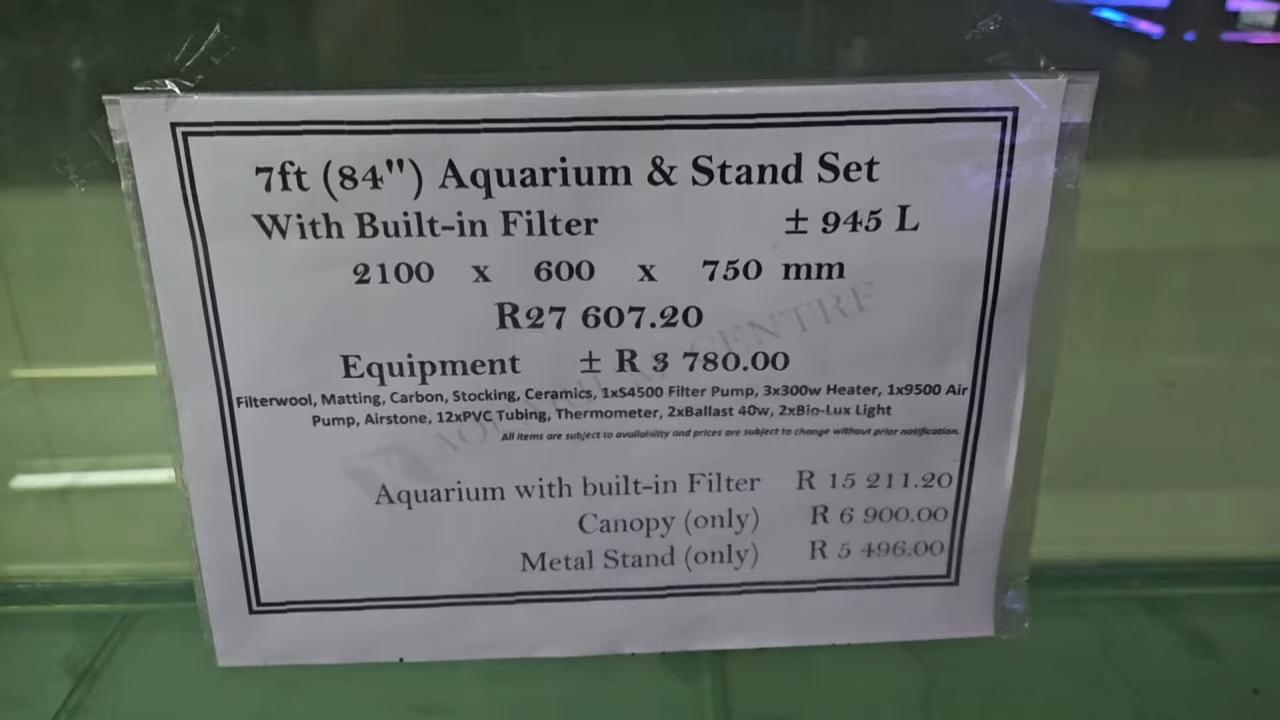 7ft (84") Aquarium & Stand Set
With Built-in Filter ± 945 L
2100 x 600 x 750 mm
R27 607.20
Equipment ± R 3 780.00
Filterwool, Matting, Carbon, Stocking, Ceramics, 1xS4500 Filter Pump, 3x300w Heater, 1x9500 Air
Pump, Airstone, 12xPVC Tubing, Thermometer, 2xBallast 40w, 2xBio-Lux Light
All items are subject to availability and prices are subject to change without prior notification.
Aquarium with built-in Filter R 15 211.20
Canopy (only) R 6 900.00
Metal Stand (only) R 5 496.00